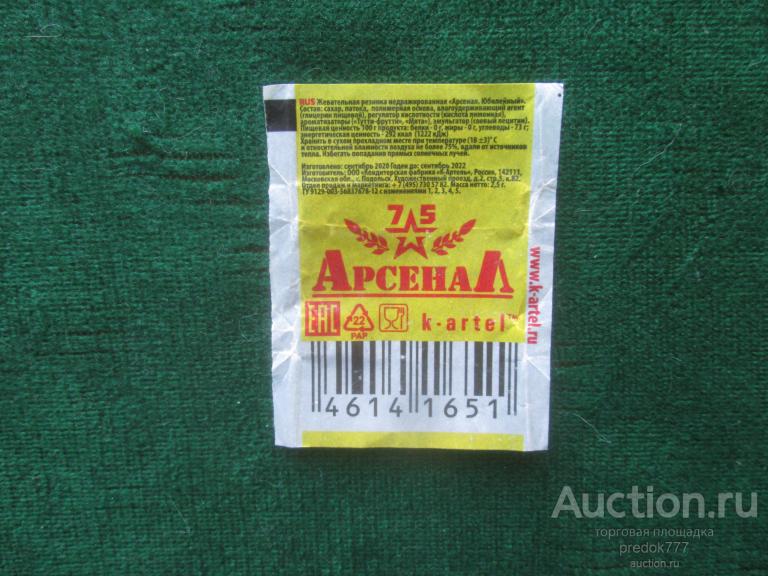 RUS Жевательная резинка недражированная «Арсенал. Юбилейный».
Состав: сахар, патока, полимерная основа, влагоудерживающий агент
(глицерин пищевой), регулятор кислотности (кислота лимонная),
ароматизаторы («Тутти-фрутти», «Мята»), эмульгатор (соевый лецитин).
Пищевая ценность 100 г продукта: белки - 0 г, жиры - 0 г, углеводы - 73 г;
энергетическая ценность - 292 ккал (1222 кДж)
Хранить в сухом прохладном месте при температуре (18 ±3)° С
и относительной влажности воздуха не более 75%, вдали от источников
тепла. Избегать попадания прямых солнечных лучей.
Изготовлено: сентябрь 2020 Годен до: сентябрь 2022
Изготовитель: ООО «Кондитерская фабрика «К-Артель», Россия, 142111,
Московская обл., г. Подольск, Художественный проезд, д.2, стр.5, к.82.
Отдел продаж и маркетинга: + 7 (495) 730 57 82. Масса нетто: 2,5 г.
ТУ 9129-003-56837678-12 с изменениями 1, 2, 3, 4, 5.
75
АРСЕНАЛ
EAC
22
PAP
k-artel™
www.k-artel.ru
4614 1651
Auction.ru
торговая площадка
predok777
auction.ru